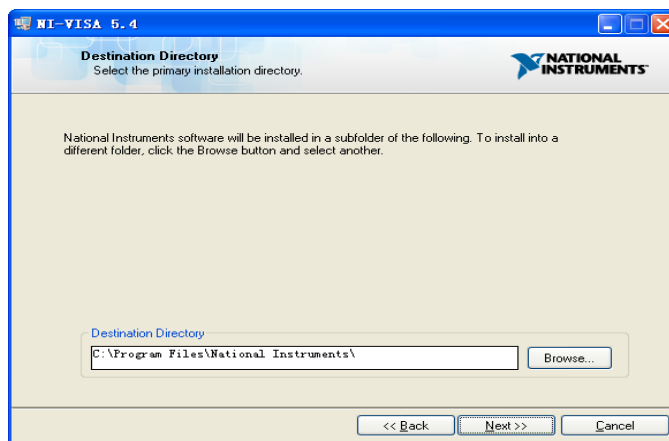 NI-VISA 5.4
Destination Directory
Select the primary installation directory.
NATIONAL
INSTRUMENTS™
National Instruments software will be installed in a subfolder of the following. To install into a
different folder, click the Browse button and select another.
Destination Directory
C:\Program Files\National Instruments\
Browse...
<< Back
Next >>
Cancel